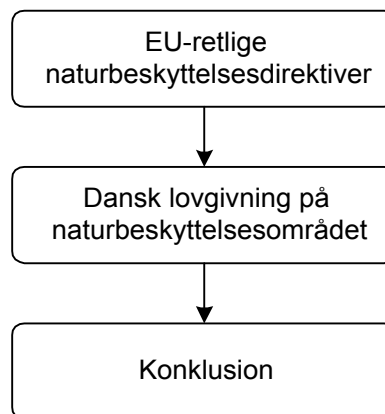 EU-retlige
naturbeskyttelsesdirektiver
Dansk lovgivning på
naturbeskyttelsesområdet
Konklusion